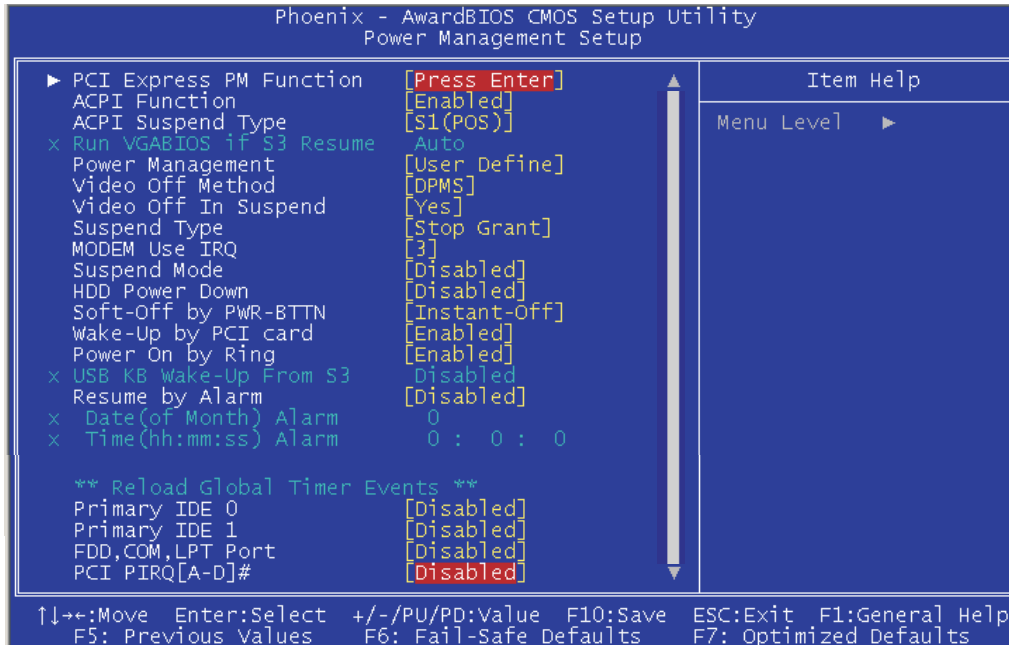 Phoenix - AwardBIOS CMOS Setup Utility
Power Management Setup
► PCI Express PM Function [Press Enter]
ACPI Function [Enabled]
ACPI Suspend Type [S1(POS)]
x Run VGABIOS if S3 Resume Auto
Power Management [User Define]
Video Off Method [DPMS]
Video Off In Suspend [Yes]
Suspend Type [Stop Grant]
MODEM Use IRQ [3]
Suspend Mode [Disabled]
HDD Power Down [Disabled]
Soft-Off by PWR-BTTN [Instant-Off]
Wake-Up by PCI card [Enabled]
Power On by Ring [Enabled]
x USB KB Wake-Up From S3 Disabled
Resume by Alarm [Disabled]
x Date(of Month) Alarm 0
x Time(hh:mm:ss) Alarm 0 : 0 : 0
** Reload Global Timer Events **
Primary IDE 0 [Disabled]
Primary IDE 1 [Disabled]
FDD,COM,LPT Port [Disabled]
PCI PIRQ[A-D]# [Disabled]
Item Help
Menu Level ►
↑↓→←:Move Enter:Select +/-/PU/PD:Value F10:Save ESC:Exit F1:General Help
F5: Previous Values F6: Fail-Safe Defaults F7: Optimized Defaults